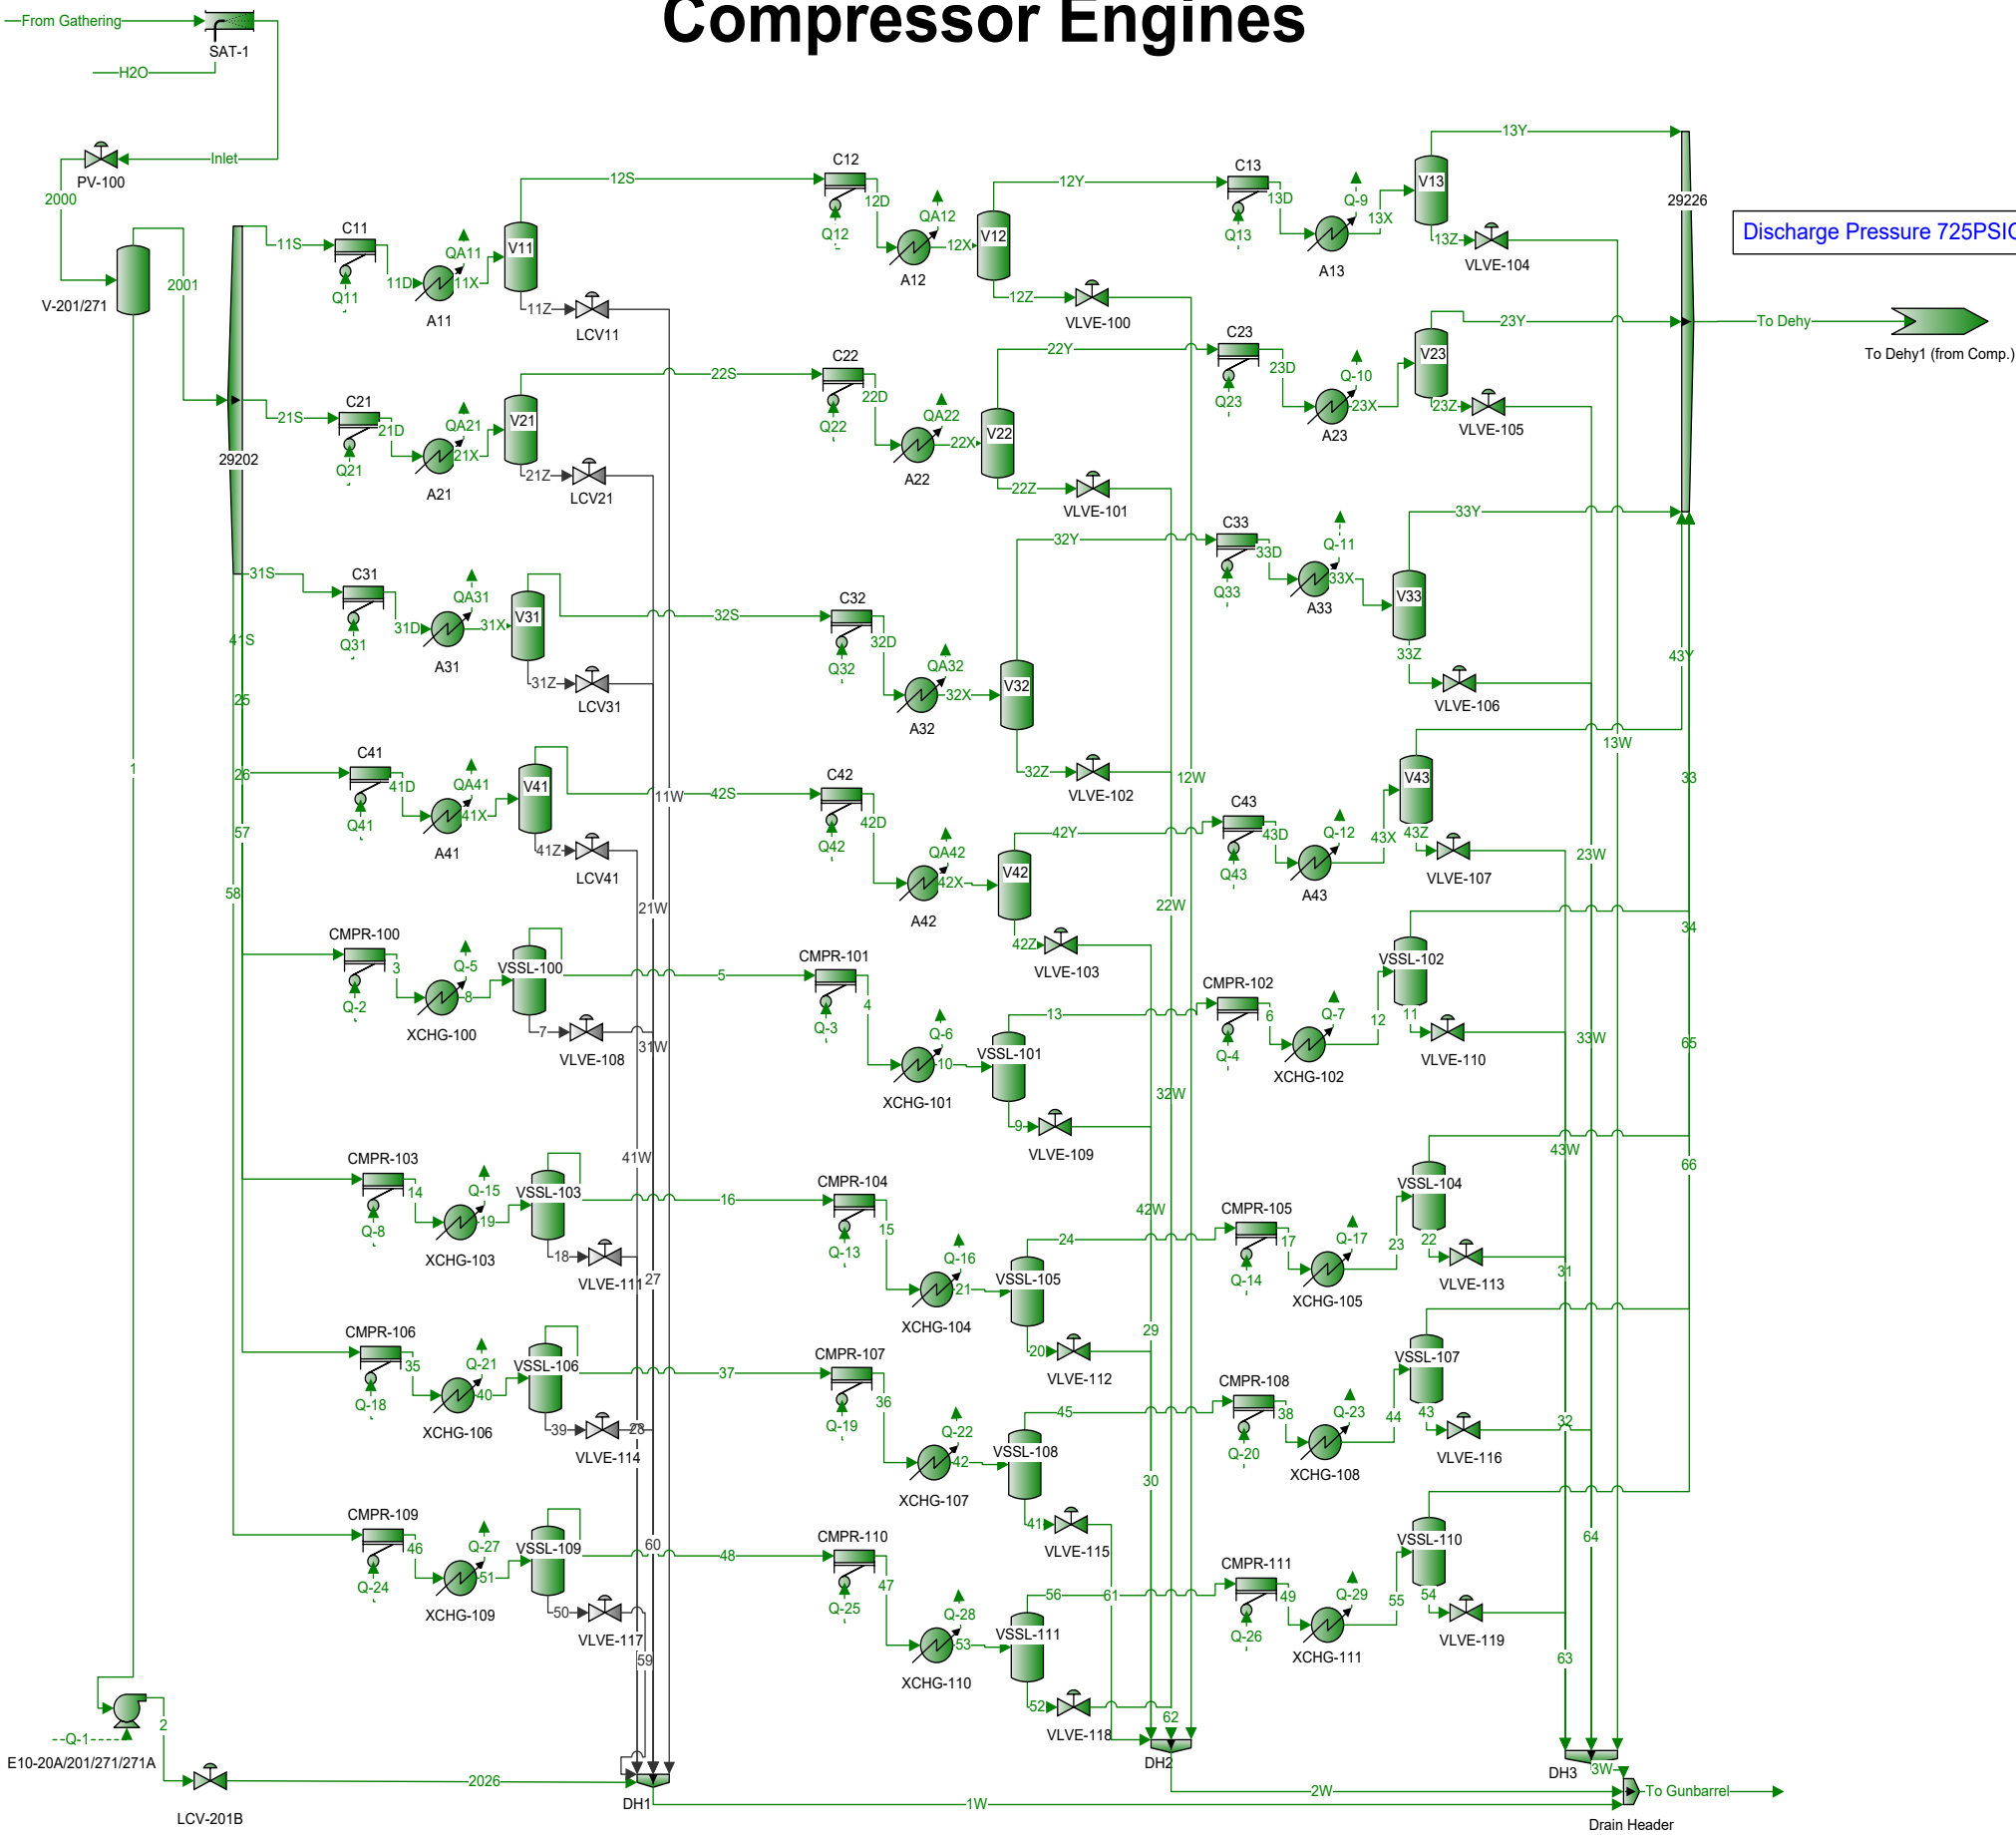 Compressor Engines
From Gathering
SAT-1
H2O
Inlet
PV-100
2000
V-201/271
2001
29202
11S
C11
Q11
11D
A11
QA11
11X
V11
11Z
LCV11
12S
C12
Q12
12D
A12
QA12
12X
V12
12Z
VLVE-100
12Y
C13
Q13
13D
A13
Q-9
13X
V13
13Z
VLVE-104
13Y
29226
Discharge Pressure 725PSI
21S
C21
Q21
21D
A21
QA21
21X
V21
21Z
LCV21
22S
C22
Q22
22D
A22
QA22
22X
V22
22Z
VLVE-101
22Y
C23
Q23
23D
A23
Q-10
23X
V23
23Z
VLVE-105
23Y
To Dehy
To Dehy1 (from Comp.)
31S
C31
Q31
31D
A31
QA31
31X
V31
31Z
LCV31
32S
C32
Q32
32D
A32
QA32
32X
V32
32Z
VLVE-102
32Y
C33
Q33
33D
A33
Q-11
33X
V33
33Z
VLVE-106
33Y
43Y
41S
25
26
57
58
1
C41
Q41
41D
A41
QA41
41X
V41
41Z
LCV41
42S
C42
Q42
42D
A42
QA42
42X
V42
42Z
VLVE-103
42Y
C43
Q43
43D
A43
Q-12
43X
V43
43Z
VLVE-107
11W
12W
13W
33
21W
22W
23W
34
CMPR-100
Q-2
3
XCHG-100
Q-5
8
VSSL-100
7
VLVE-108
5
CMPR-101
Q-3
4
XCHG-101
Q-6
10
VSSL-101
9
VLVE-109
13
CMPR-102
Q-4
6
XCHG-102
Q-7
12
VSSL-102
11
VLVE-110
31W
32W
33W
65
CMPR-103
Q-8
14
XCHG-103
Q-15
19
VSSL-103
18
VLVE-111
16
CMPR-104
Q-13
15
XCHG-104
Q-16
21
VSSL-105
20
VLVE-112
24
CMPR-105
Q-14
17
XCHG-105
Q-17
23
VSSL-104
22
VLVE-113
41W
42W
43W
66
27
29
31
CMPR-106
Q-18
35
XCHG-106
Q-21
40
VSSL-106
39
VLVE-114
28
37
CMPR-107
Q-19
36
XCHG-107
Q-22
42
VSSL-108
41
VLVE-115
45
CMPR-108
Q-20
38
XCHG-108
Q-23
44
VSSL-107
43
VLVE-116
30
32
CMPR-109
Q-24
46
XCHG-109
Q-27
51
VSSL-109
50
VLVE-117
60
59
48
CMPR-110
Q-25
47
XCHG-110
Q-28
53
VSSL-111
52
VLVE-118
61
62
56
CMPR-111
Q-26
49
XCHG-111
Q-29
55
VSSL-110
54
VLVE-119
64
63
Q-1
E10-20A/201/271/271A
2
LCV-201B
2026
DH1
1W
DH2
2W
DH3
3W
To Gunbarrel
Drain Header